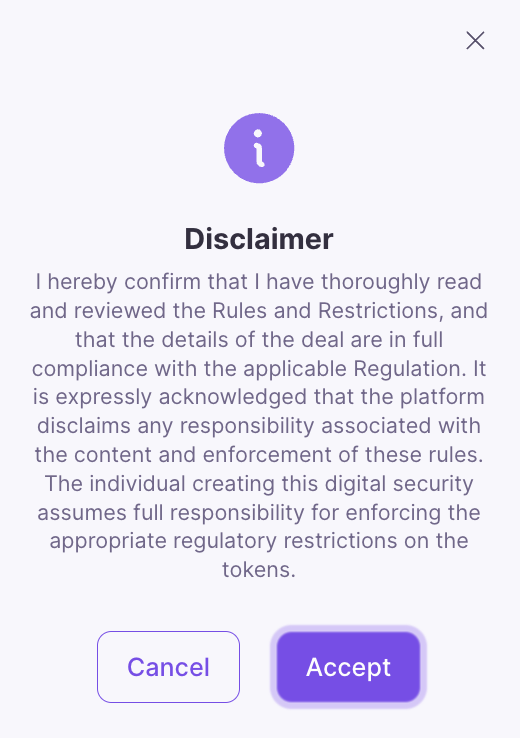 Disclaimer
I hereby confirm that I have thoroughly read
and reviewed the Rules and Restrictions, and
that the details of the deal are in full
compliance with the applicable Regulation. It
is expressly acknowledged that the platform
disclaims any responsibility associated with
the content and enforcement of these rules.
The individual creating this digital security
assumes full responsibility for enforcing the
appropriate regulatory restrictions on the
tokens.
Cancel
Accept